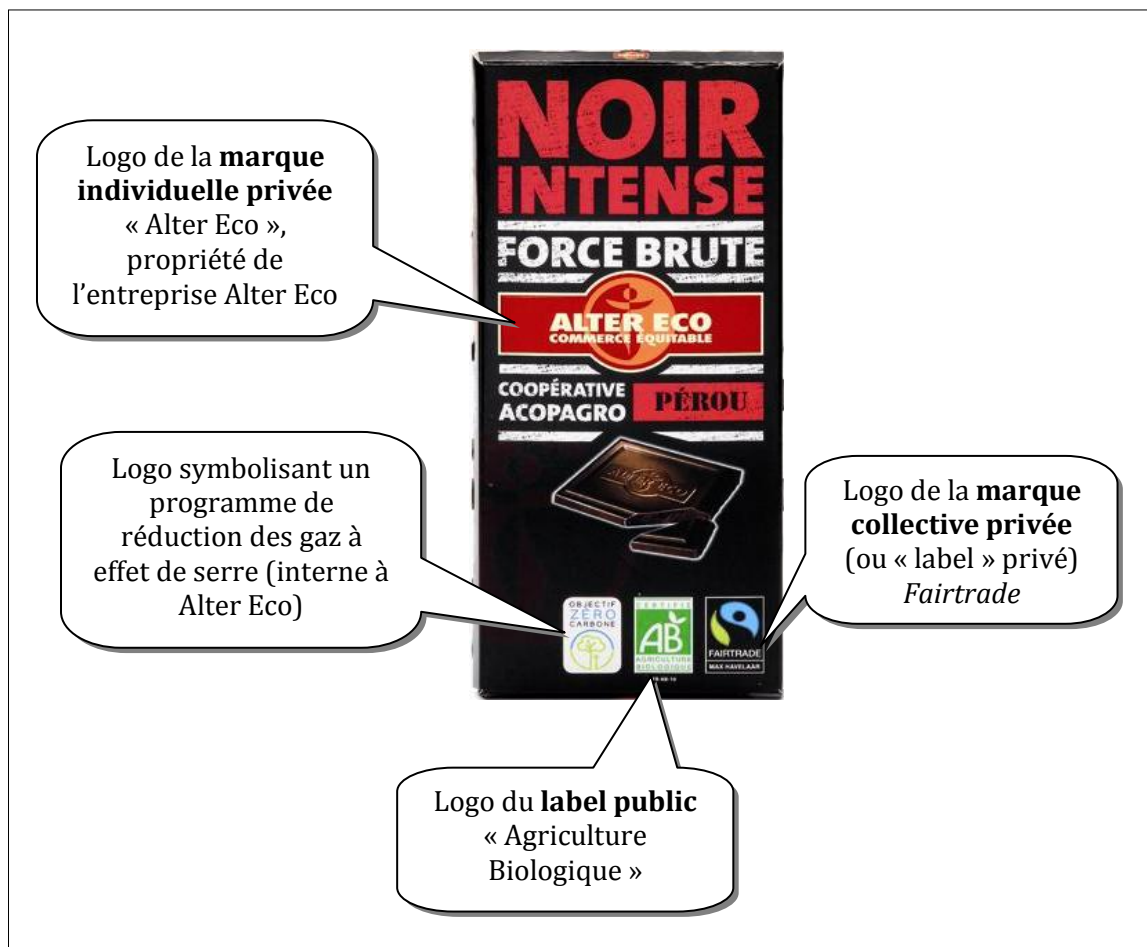 NOIR
INTENSE
FORCE BRUTE
ALTER ECO
COMMERCE EQUITABLE
COOPÉRATIVE
ACOPAGRO
PÉROU
ALTER ECO
OBJECTIF
ZÉRO
CARBONE
CERTIFIÉ
AB
AGRICULTURE
BIOLOGIQUE
FAIRTRADE
MAX HAVELAAR
Logo de la marque
individuelle privée
« Alter Eco »,
propriété de
l’entreprise Alter Eco
Logo symbolisant un
programme de
réduction des gaz à
effet de serre (interne à
Alter Eco)
Logo de la marque
collective privée
(ou « label » privé)
Fairtrade
Logo du label public
« Agriculture
Biologique »